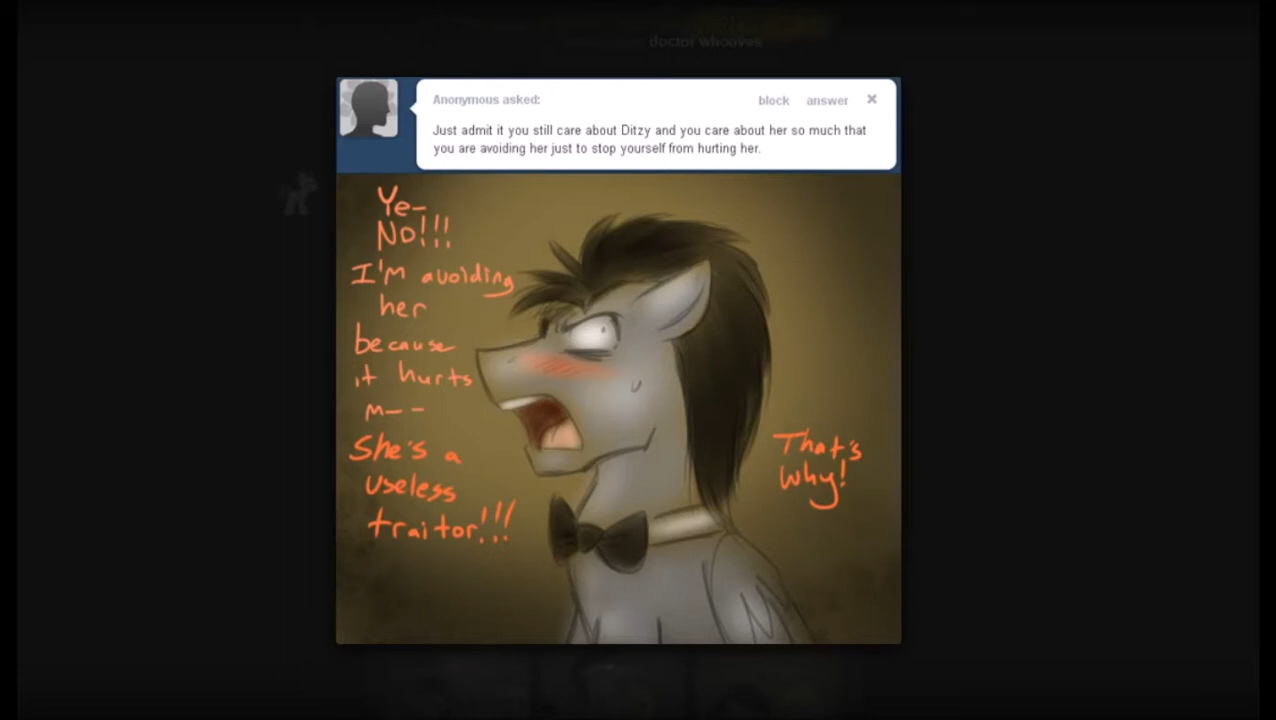 doctor whooves
Anonymous asked:
block answer ×
Just admit it you still care about Ditzy and you care about her so much that
you are avoiding her just to stop yourself from hurting her.
Ye-
NO!!!
I'm avoiding
her
because
it hurts
m--
She's a
useless
traitor!!!
That's
why!